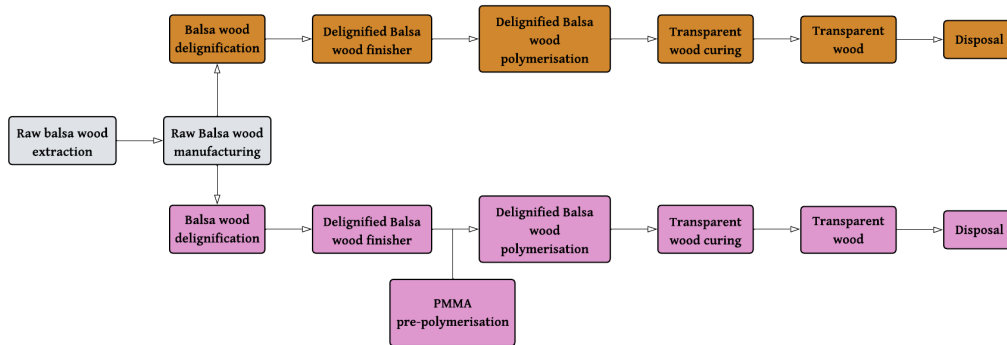 Balsa wood
delignification
Delignified Balsa
wood finisher
Delignified Balsa
wood
polymerisation
Transparent
wood curing
Transparent
wood
Disposal
Raw balsa wood
extraction
Raw Balsa wood
manufacturing
Balsa wood
delignification
Delignified Balsa
wood finisher
Delignified Balsa
wood
polymerisation
Transparent
wood curing
Transparent
wood
Disposal
PMMA
pre-polymerisation